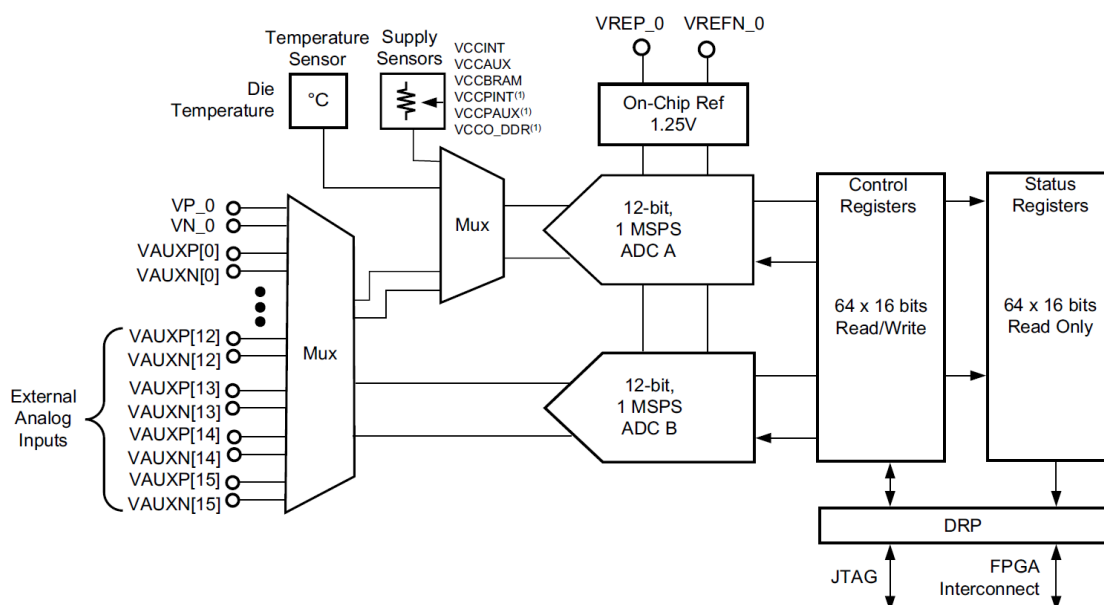 VREP_0
VREFN_0
Temperature
Sensor
Supply
Sensors
VCCINT
VCCAUX
VCCBRAM
VCCPINT(1)
VCCPAUX(1)
VCCO_DDR(1)
Die
Temperature
°C
On-Chip Ref
1.25V
VP_0
VN_0
VAUXP[0]
VAUXN[0]
VAUXP[12]
VAUXN[12]
VAUXP[13]
VAUXN[13]
VAUXP[14]
VAUXN[14]
VAUXP[15]
VAUXN[15]
External
Analog
Inputs
Mux
Mux
12-bit,
1 MSPS
ADC A
12-bit,
1 MSPS
ADC B
Control
Registers
64 x 16 bits
Read/Write
Status
Registers
64 x 16 bits
Read Only
DRP
JTAG
FPGA
Interconnect